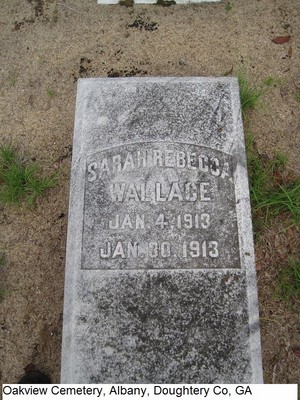 SARAH REBECCA
WALLACE
JAN. 4. 1913
JAN. 30. 1913
Oakview Cemetery, Albany, Doughtery Co, GA